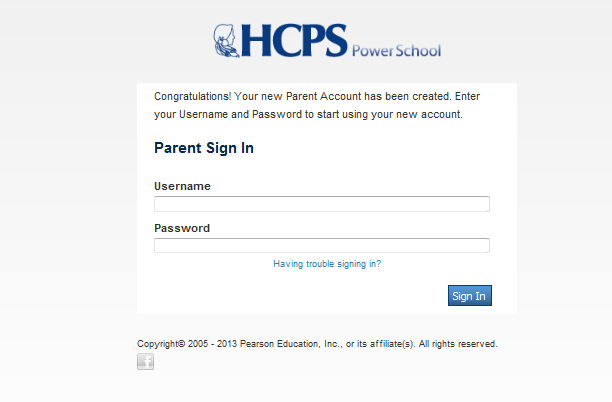 HCPS PowerSchool
Congratulations! Your new Parent Account has been created. Enter
your Username and Password to start using your new account.
Parent Sign In
Username
Password
Having trouble signing in?
Sign In
Copyright© 2005 - 2013 Pearson Education, Inc., or its affiliate(s). All rights reserved.
f